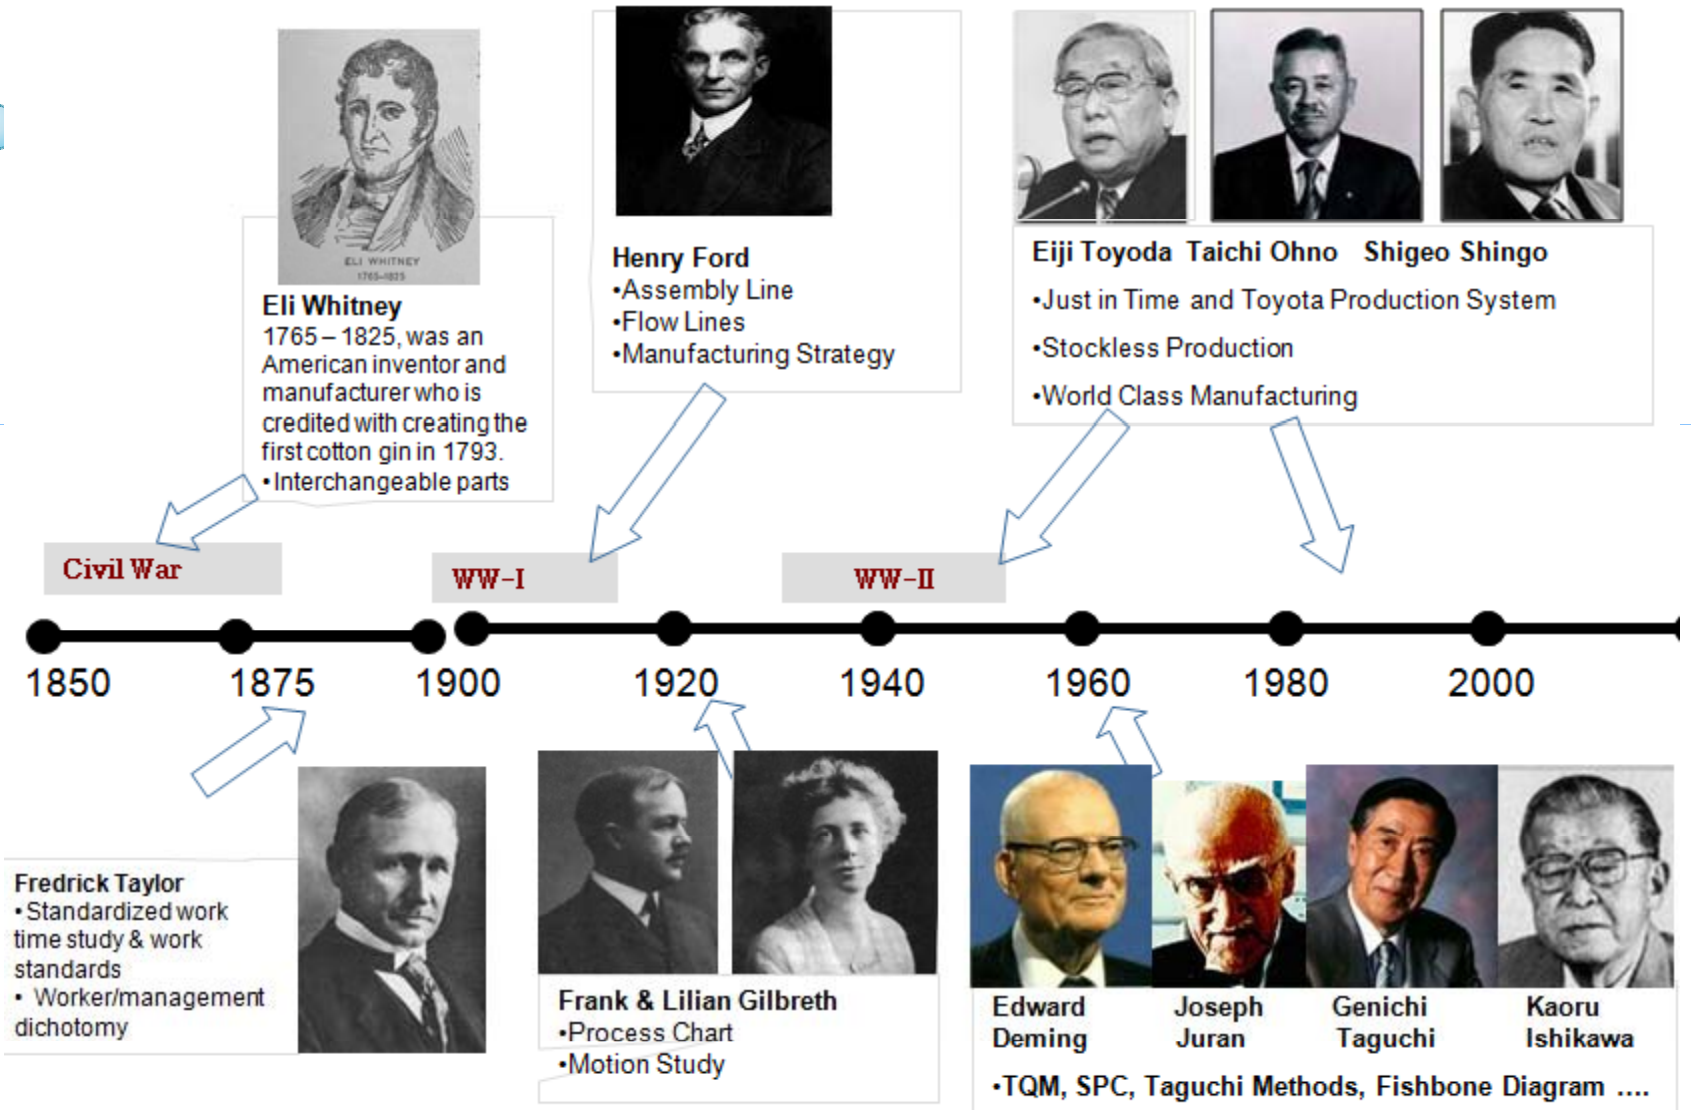 ELI WHITNEY
1765-1825
Eli Whitney
1765 – 1825, was an
American inventor and
manufacturer who is
credited with creating the
first cotton gin in 1793.
•Interchangeable parts
Henry Ford
•Assembly Line
•Flow Lines
•Manufacturing Strategy
Eiji Toyoda Taichi Ohno Shigeo Shingo
•Just in Time and Toyota Production System
•Stockless Production
•World Class Manufacturing
Civil War
WW-I
WW-II
1850 1875 1900 1920 1940 1960 1980 2000
Fredrick Taylor
• Standardized work
time study & work
standards
• Worker/management
dichotomy
Frank & Lilian Gilbreth
•Process Chart
•Motion Study
Edward Deming
Joseph Juran
Genichi Taguchi
Kaoru Ishikawa
•TQM, SPC, Taguchi Methods, Fishbone Diagram ....